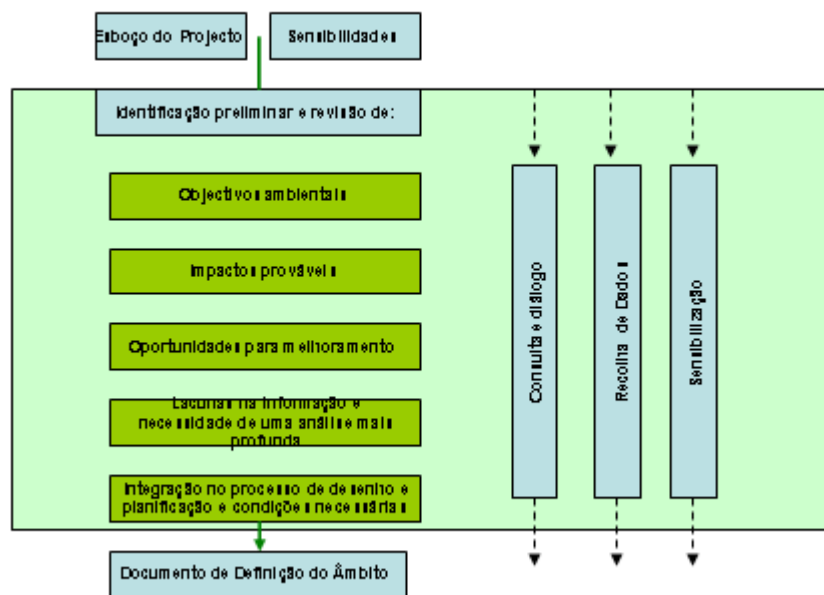 Esboço do Projecto
Sensibilidades
Identificação preliminar e revisão de:
Objectivos ambientais
Impactos prováveis
Oportunidades para melhoramento
Lacunas na informação e
necessidade de uma análise mais
profunda
Integração no processo de desenho e
planificação e condições necessárias
Documento de Definição do Âmbito
Consulta e diálogo
Recolha de Dados
Sensibilização